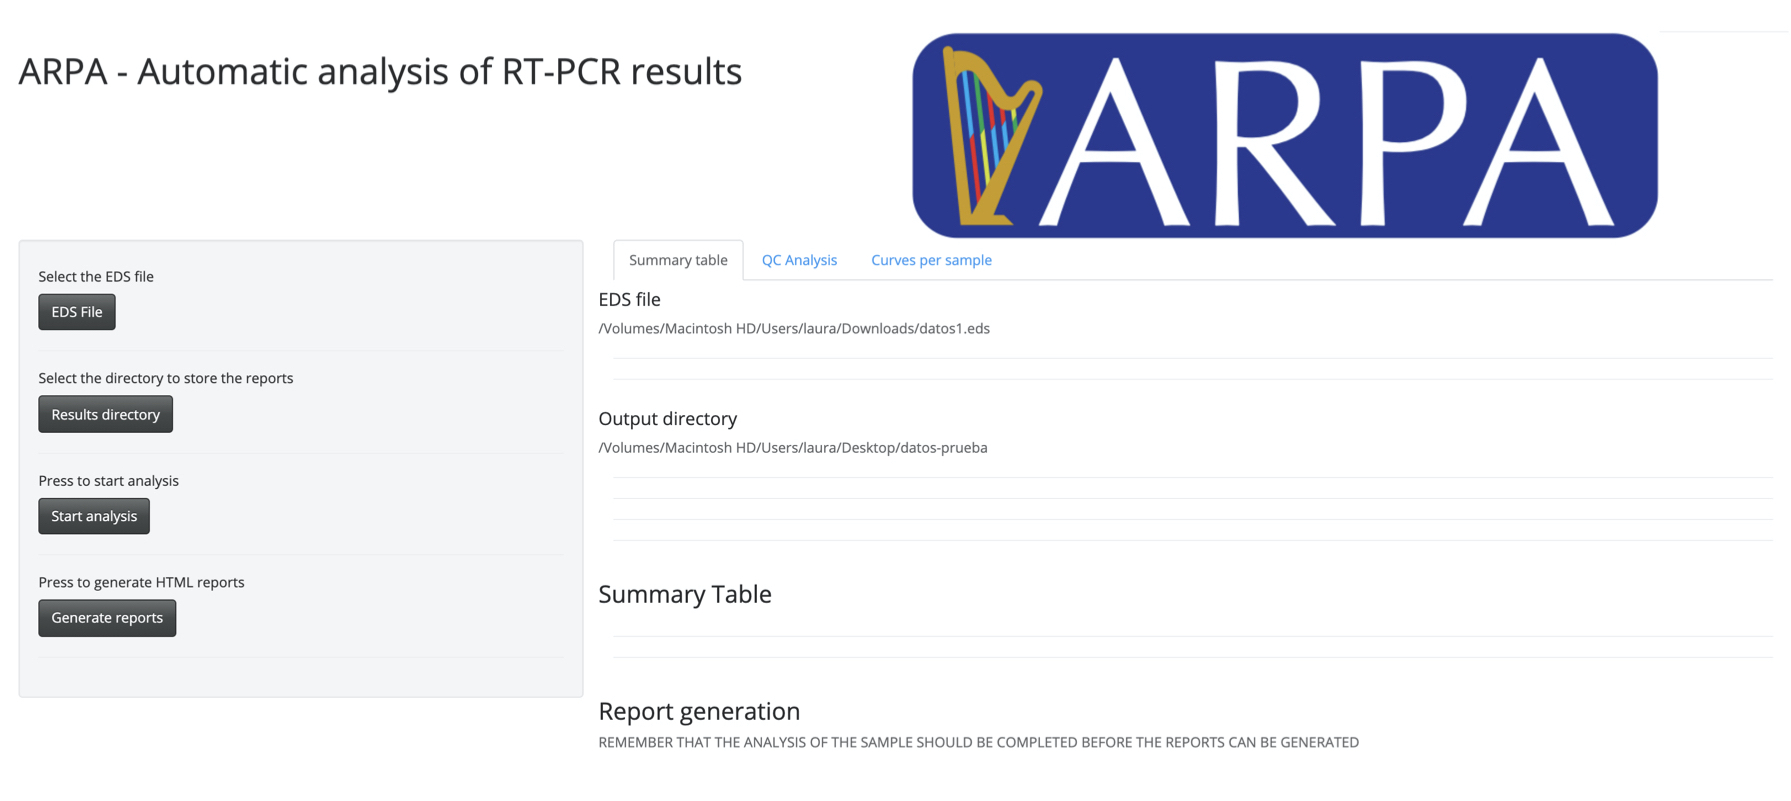 ARPA - Automatic analysis of RT-PCR results
ARPA
Select the EDS file
EDS File
Select the directory to store the reports
Results directory
Press to start analysis
Start analysis
Press to generate HTML reports
Generate reports
Summary table
QC Analysis
Curves per sample
EDS file
/Volumes/Macintosh HD/Users/laura/Downloads/datos1.eds
Output directory
/Volumes/Macintosh HD/Users/laura/Desktop/datos-prueba
Summary Table
Report generation
REMEMBER THAT THE ANALYSIS OF THE SAMPLE SHOULD BE COMPLETED BEFORE THE REPORTS CAN BE GENERATED